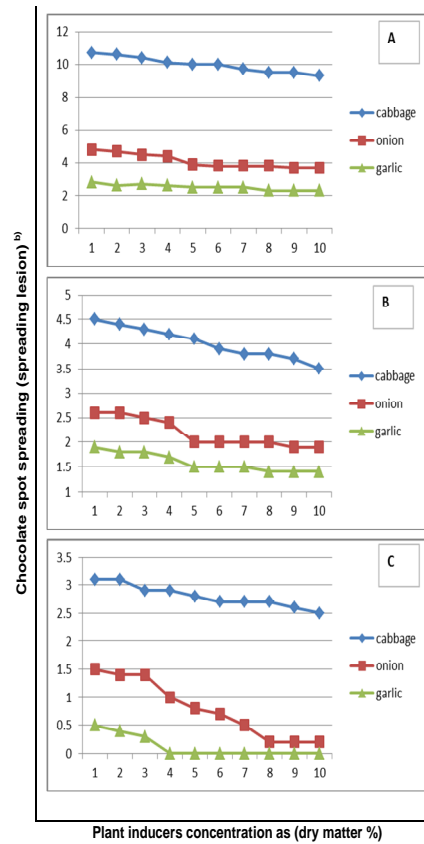 Chocolate spot spreading (spreading lesion) b)
12
10
8
6
4
2
0
1 2 3 4 5 6 7 8 9 10
A
cabbage
onion
garlic
5
4.5
4
3.5
3
2.5
2
1.5
1
1 2 3 4 5 6 7 8 9 10
B
cabbage
onion
garlic
3.5
3
2.5
2
1.5
1
0.5
0
1 2 3 4 5 6 7 8 9 10
C
cabbage
onion
garlic
Plant inducers concentration as (dry matter %)